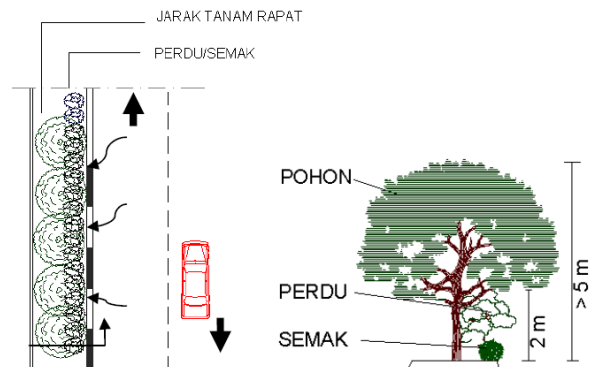 JARAK TANAM RAPAT
PERDU/SEMAK
POHON
PERDU
SEMAK
2 m
> 5 m